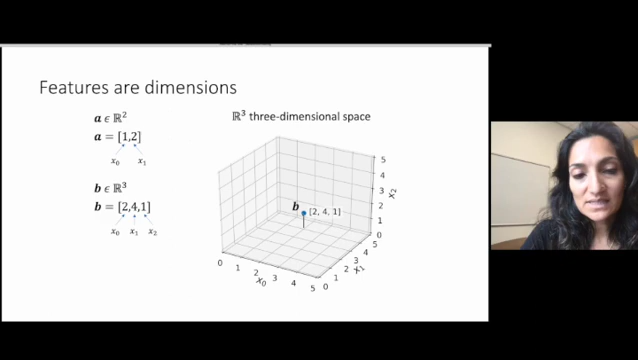 Features are dimensions
𝒂 ϵ ℝ²
𝒂 = [1,2]
x₀ x₁
𝒃 ϵ ℝ³
𝒃 = [2,4,1]
x₀ x₁ x₂
ℝ³ three-dimensional space
𝒃 [2, 4, 1]
5
4
3
2
1
0
X₂
0 1 2 3 4 5
X₀
0 1 2 3 4 5
X₁